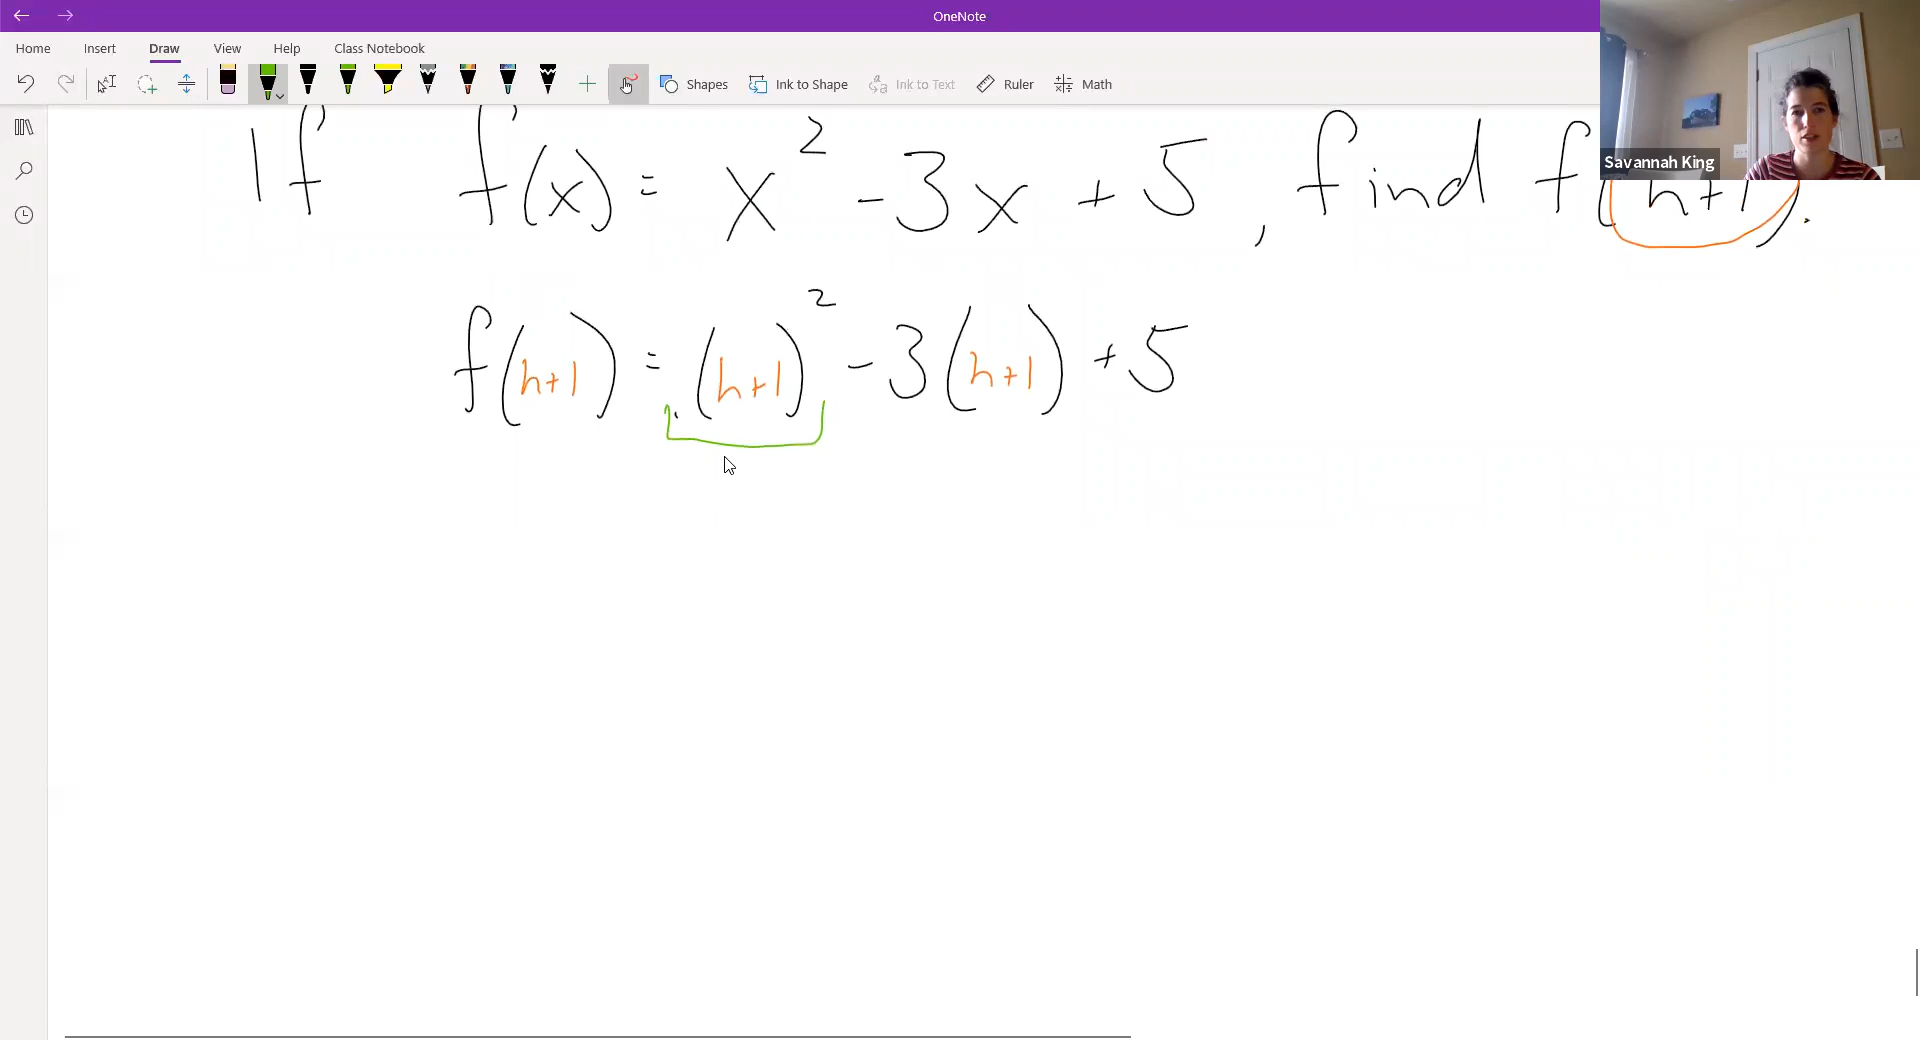 OneNote
Home Insert Draw View Help Class Notebook
Shapes Ink to Shape Ink to Text Ruler Math
Savannah King
If f(x) = x² - 3x + 5, find f(h+1).
f(h+1) = (h+1)² - 3(h+1) + 5